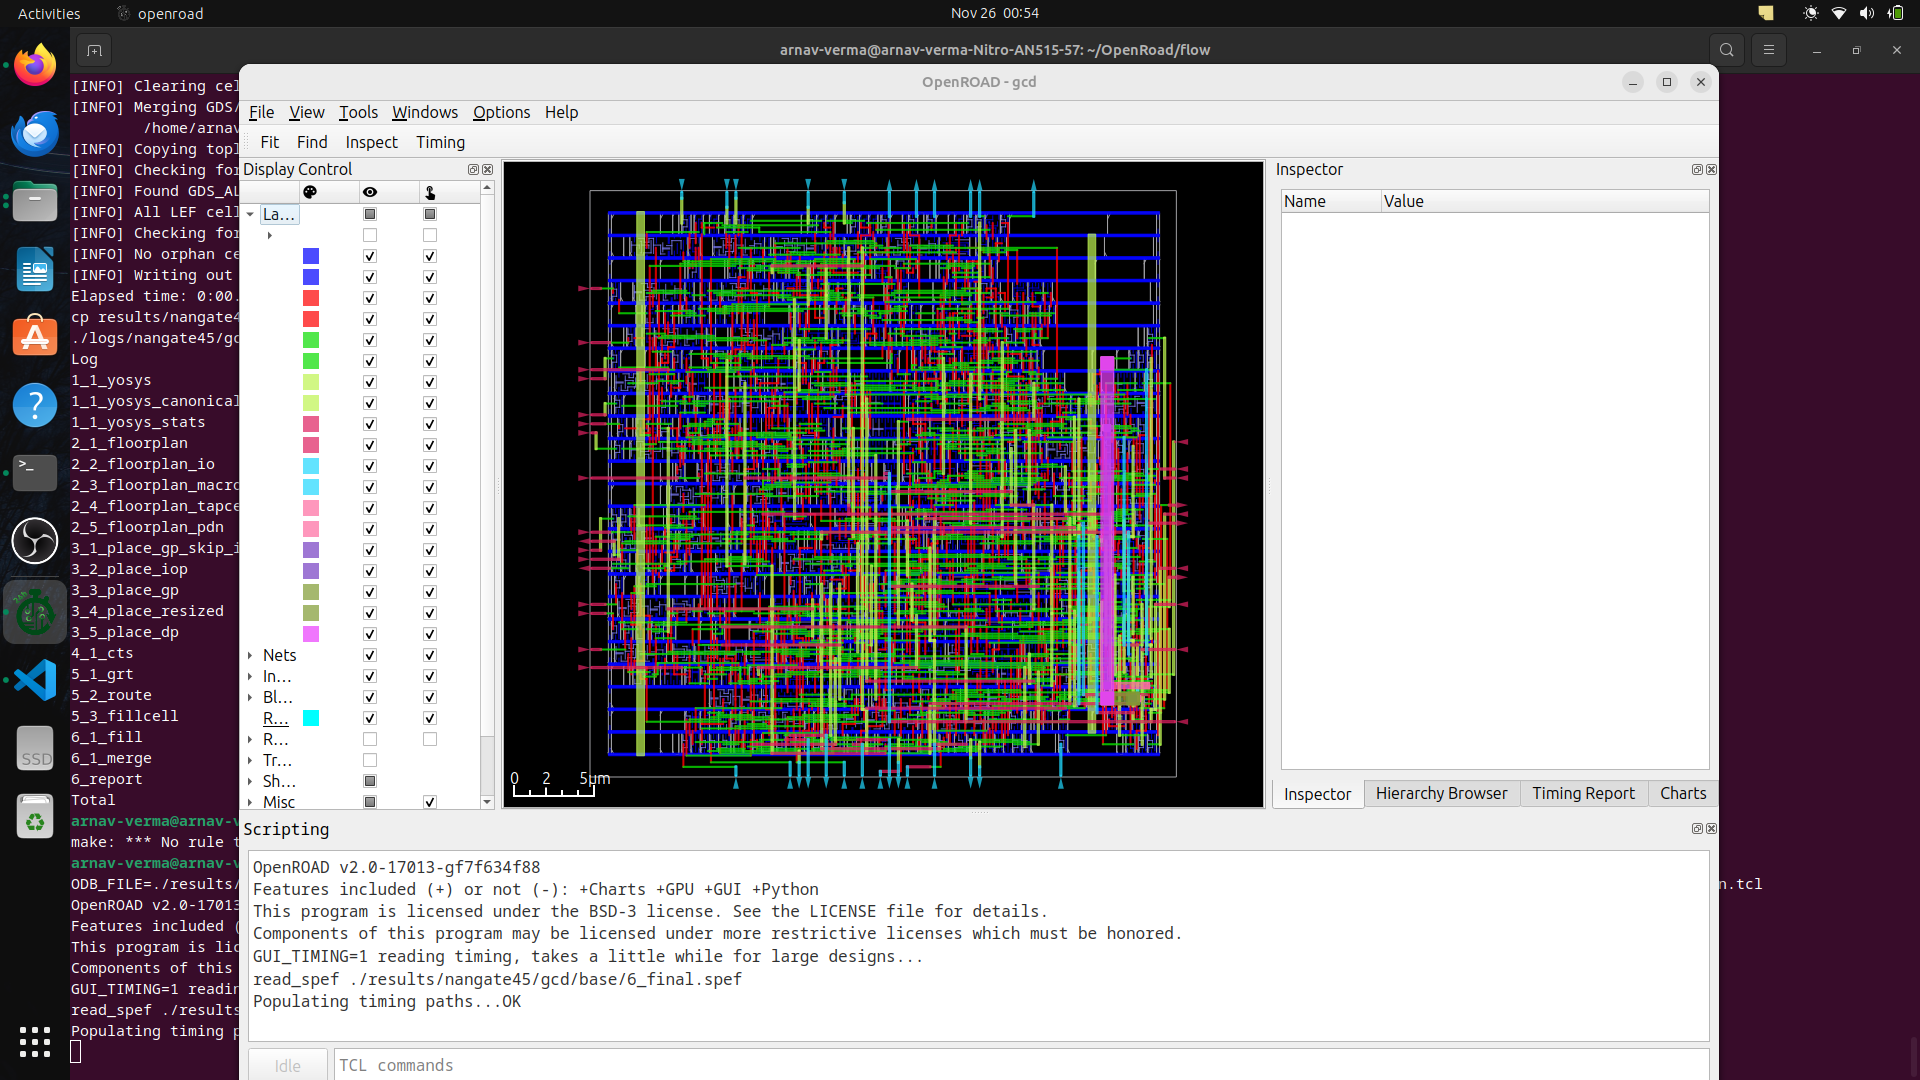 Activities
openroad
Nov 26 00:54
arnav-verma@arnav-verma-Nitro-AN515-57: ~/OpenRoad/flow
[INFO] Clearing cel
[INFO] Merging GDS/
/home/arnav
[INFO] Copying topl
[INFO] Checking for
[INFO] Found GDS_AL
[INFO] All LEF cell
[INFO] Checking for
[INFO] No orphan ce
[INFO] Writing out
Elapsed time: 0:00.
cp results/nangate4
./logs/nangate45/gc
Log
1_1_yosys
1_1_yosys_canonical
1_1_yosys_stats
2_1_floorplan
2_2_floorplan_io
2_3_floorplan_macro
2_4_floorplan_tapce
2_5_floorplan_pdn
3_1_place_gp_skip_i
3_2_place_iop
3_3_place_gp
3_4_place_resized
3_5_place_dp
4_1_cts
5_1_grt
5_2_route
5_3_fillcell
6_1_fill
6_1_merge
6_report
Total
arnav-verma@arnav-v
make: *** No rule t
arnav-verma@arnav-v
ODB_FILE=./results/
n.tcl
OpenROAD v2.0-17013
Features included (
This program is lic
Components of this
GUI_TIMING=1 readin
read_spef ./results
Populating timing p
SSD
OpenROAD - gcd
File View Tools Windows Options Help
Fit Find Inspect Timing
Display Control
La...
Nets
In...
Bl...
R...
R...
Tr...
Sh...
Misc
0 2 5μm
Inspector
Name Value
Inspector Hierarchy Browser Timing Report Charts
Scripting
OpenROAD v2.0-17013-gf7f634f88
Features included (+) or not (-): +Charts +GPU +GUI +Python
This program is licensed under the BSD-3 license. See the LICENSE file for details.
Components of this program may be licensed under more restrictive licenses which must be honored.
GUI_TIMING=1 reading timing, takes a little while for large designs...
read_spef ./results/nangate45/gcd/base/6_final.spef
Populating timing paths...OK
Idle
TCL commands